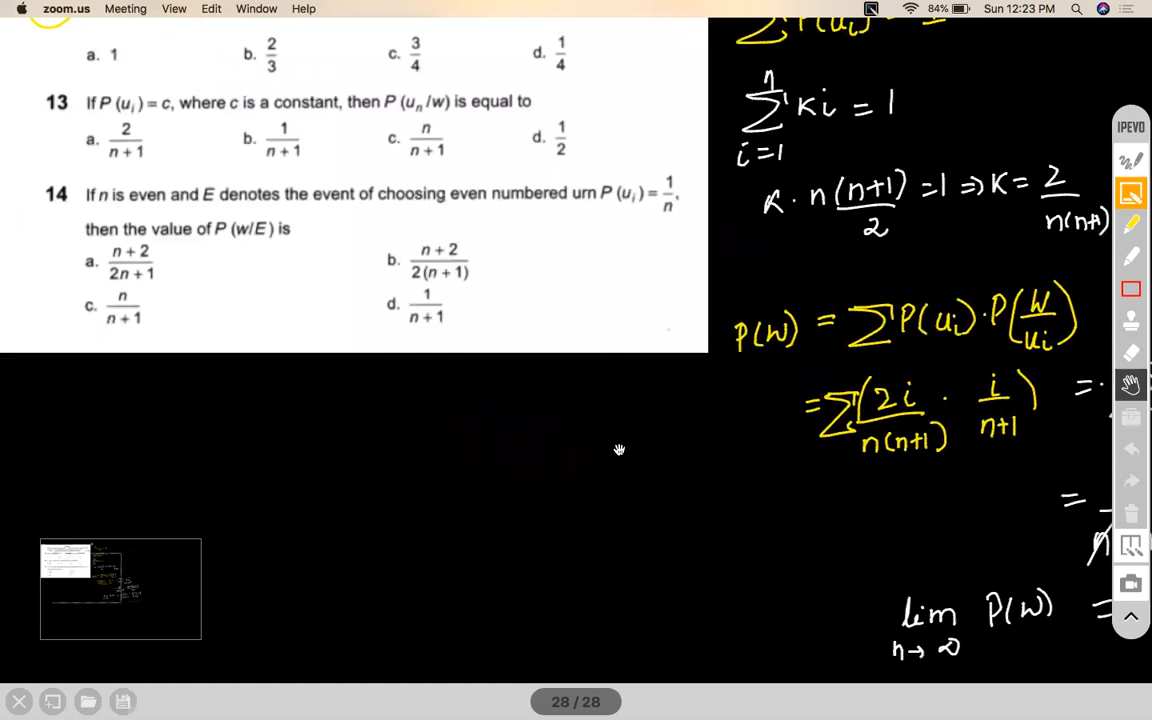 zoom.us Meeting View Edit Window Help 84% Sun 12:23 PM
a. 1 b. 2/3 c. 3/4 d. 1/4
13 If P (u_i) = c, where c is a constant, then P (u_n/w) is equal to
a. 2/(n + 1) b. 1/(n + 1) c. n/(n + 1) d. 1/2
14 If n is even and E denotes the event of choosing even numbered urn P (u_i) = 1/n,
then the value of P (w/E) is
a. (n + 2)/(2n + 1) b. (n + 2)/(2 (n + 1))
c. n/(n + 1) d. 1/(n + 1)
n
∑ Ki = 1
i=1
K · n(n+1)/2 = 1 ⇒ K = 2/n(n+1)
P(W) = ∑ P(ui) · P(W/ui)
= ∑ (2i/n(n+1) · i/n+1) =
=
lim P(W) =
n→∞
IPEVO
28 / 28